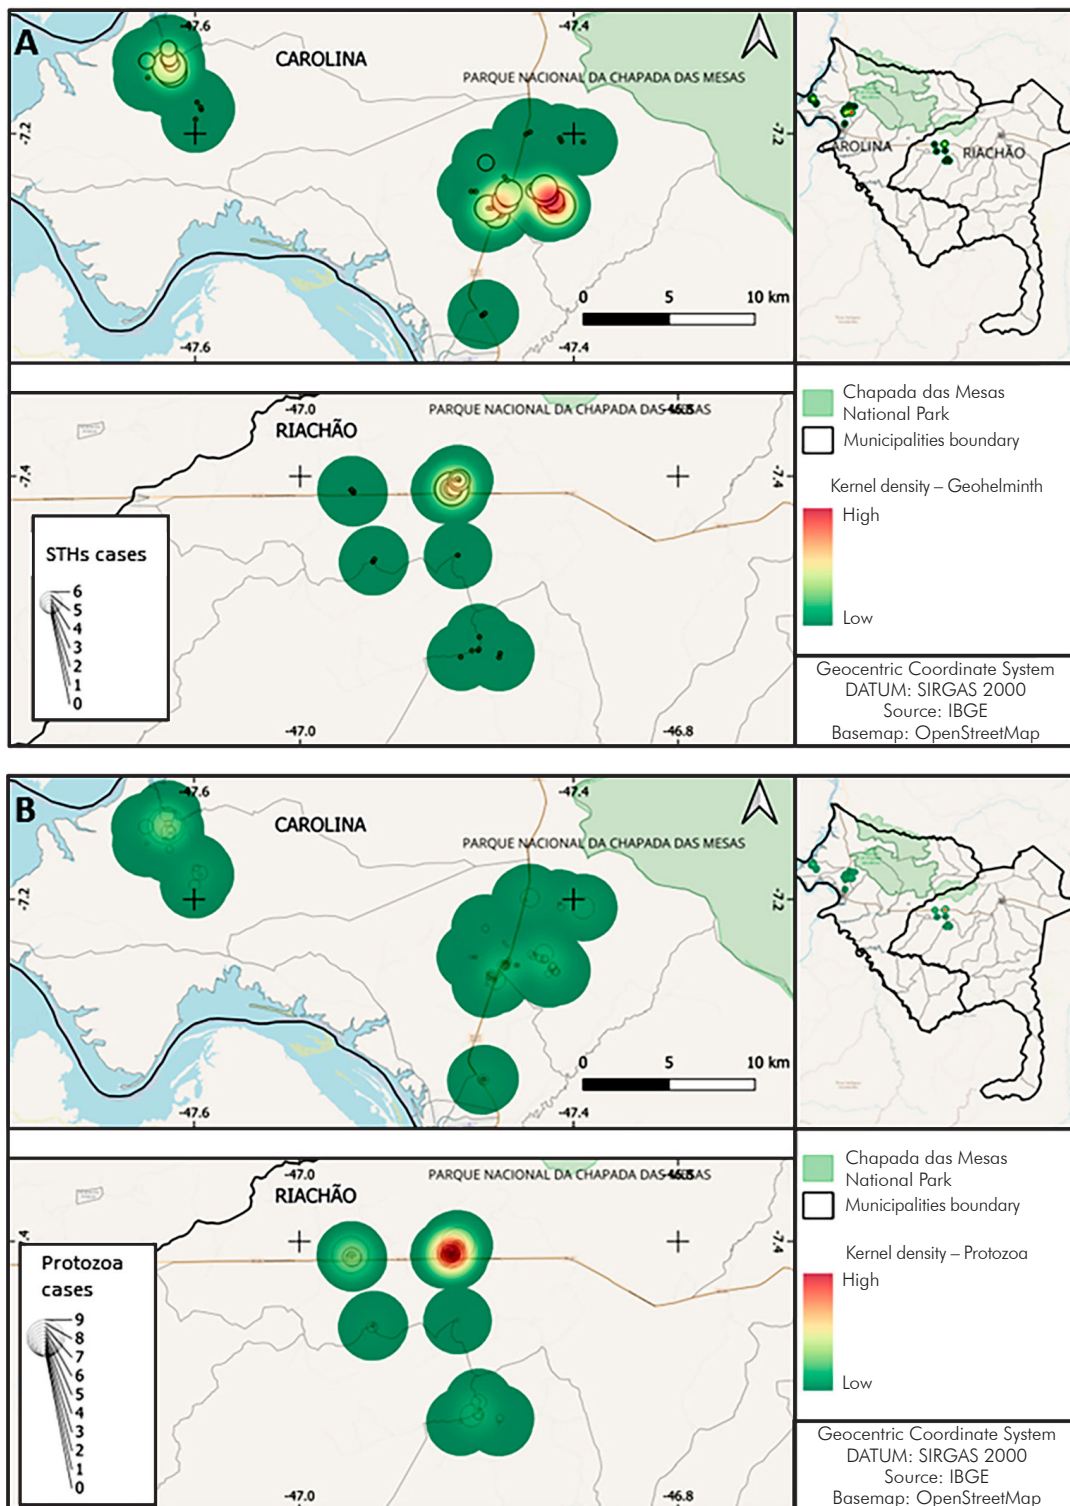 A
-47.6
-47.4
CAROLINA
PARQUE NACIONAL DA CHAPADA DAS MESAS
-7.2
-7.2
0 5 10 km
-47.6
-47.4
CAROLINA
RIACHÃO
-47.0
-46.8
PARQUE NACIONAL DA CHAPADA DAS MESAS
RIACHÃO
-7.4
-7.4
STHs cases
6
5
4
3
2
1
0
-47.0
-46.8
Chapada das Mesas
National Park
Municipalities boundary
Kernel density – Geohelminth
High
Low
Geocentric Coordinate System
DATUM: SIRGAS 2000
Source: IBGE
Basemap: OpenStreetMap
B
-47.6
-47.4
CAROLINA
PARQUE NACIONAL DA CHAPADA DAS MESAS
-7.2
-7.2
0 5 10 km
-47.6
-47.4
-47.0
-46.8
PARQUE NACIONAL DA CHAPADA DAS MESAS
RIACHÃO
.4
-7.4
Protozoa
cases
9
8
7
6
5
4
3
2
1
0
-47.0
-46.8
Chapada das Mesas
National Park
Municipalities boundary
Kernel density – Protozoa
High
Low
Geocentric Coordinate System
DATUM: SIRGAS 2000
Source: IBGE
Basemap: OpenStreetMap